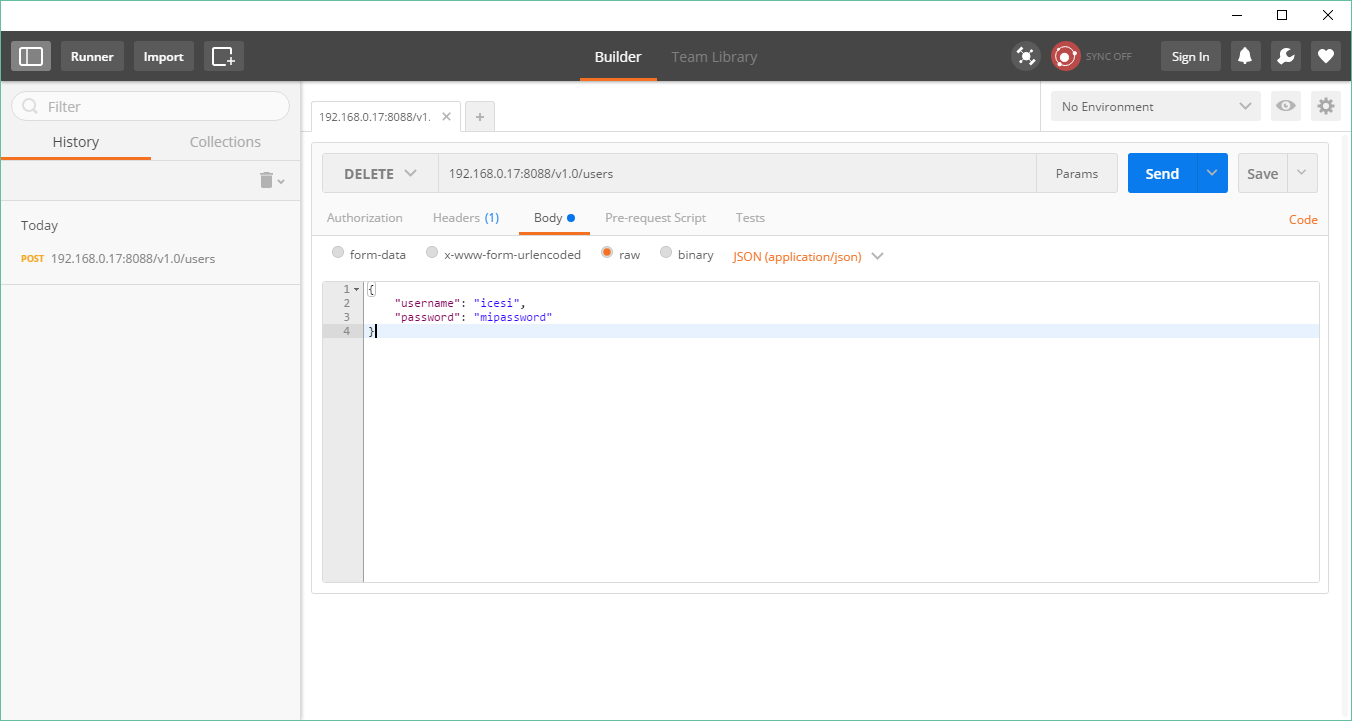 Runner Import Builder Team Library SYNC OFF Sign In
Filter
History Collections
Today
POST 192.168.0.17:8088/v1.0/users
192.168.0.17:8088/v1. × +
No Environment
DELETE 192.168.0.17:8088/v1.0/users Params Send Save
Authorization Headers (1) Body Pre-request Script Tests Code
form-data x-www-form-urlencoded raw binary JSON (application/json)
1 {
2 "username": "icesi",
3 "password": "mipassword"
4 }